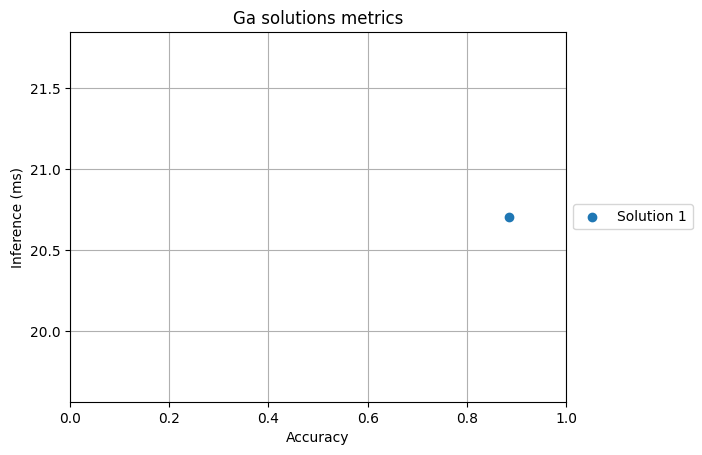 Ga solutions metrics
21.5
21.0
20.5
20.0
Inference (ms)
Solution 1
0.0 0.2 0.4 0.6 0.8 1.0
Accuracy